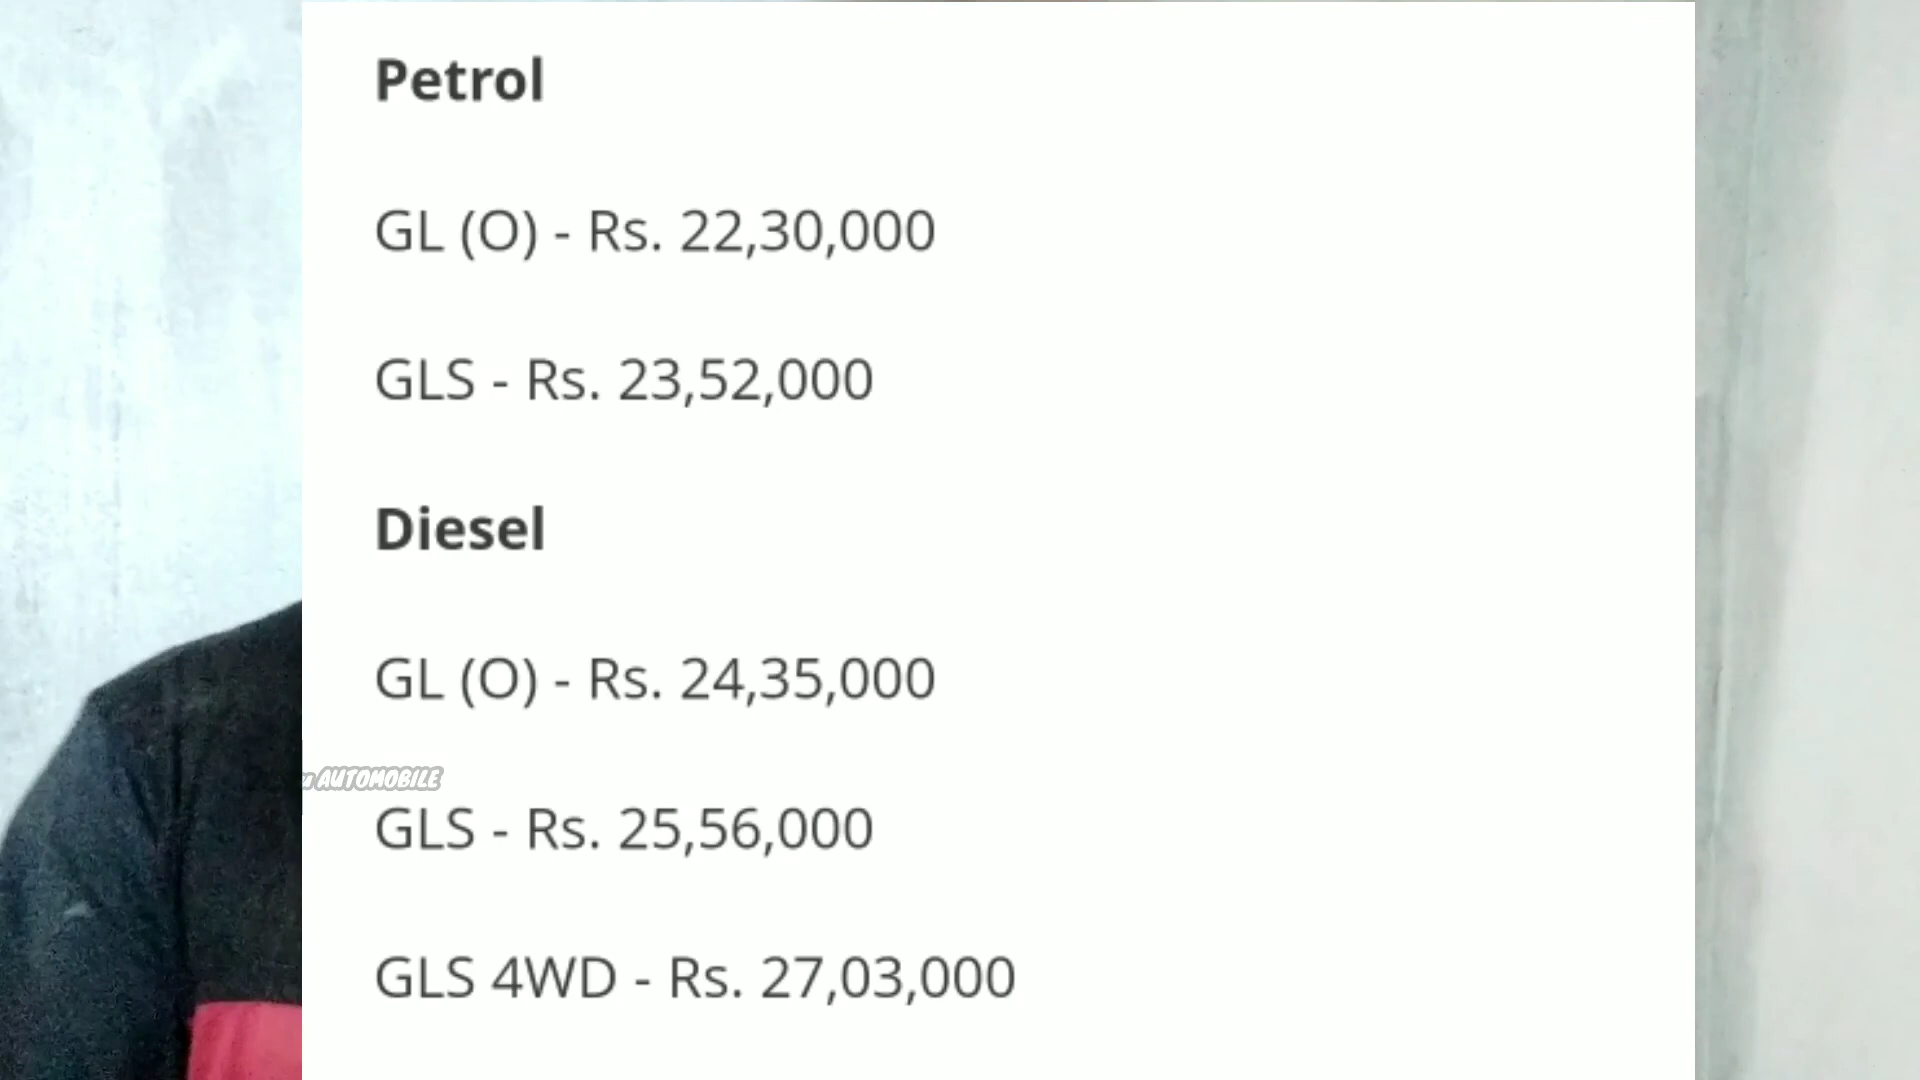 Petrol
GL (O) - Rs. 22,30,000
GLS - Rs. 23,52,000
Diesel
GL (O) - Rs. 24,35,000
AUTOMOBILE
GLS - Rs. 25,56,000
GLS 4WD - Rs. 27,03,000